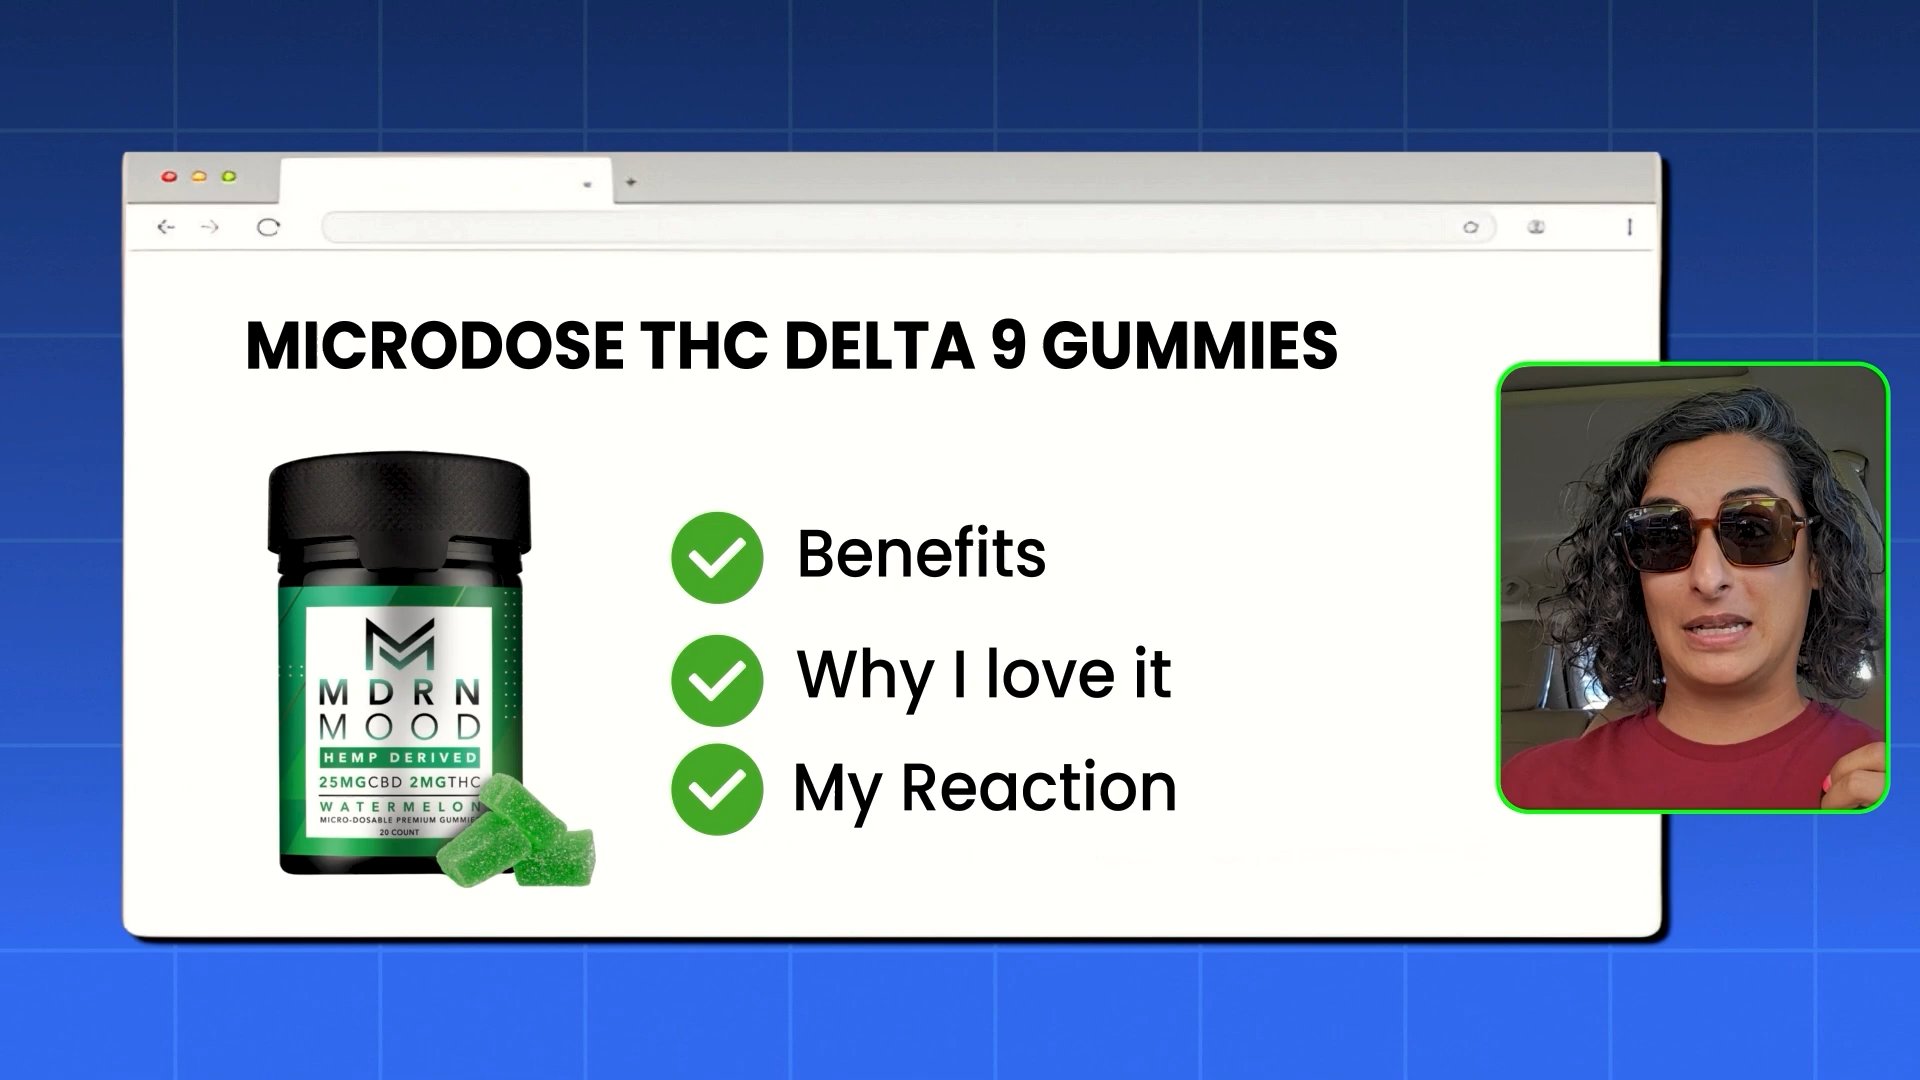 MICRODOSE THC DELTA 9 GUMMIES
MDRN
MOOD
HEMP DERIVED
25MGCBD 2MGTHC
WATERMELON
MICRO-DOSABLE PREMIUM GUMMIE
20 COUNT
Benefits
Why I love it
My Reaction